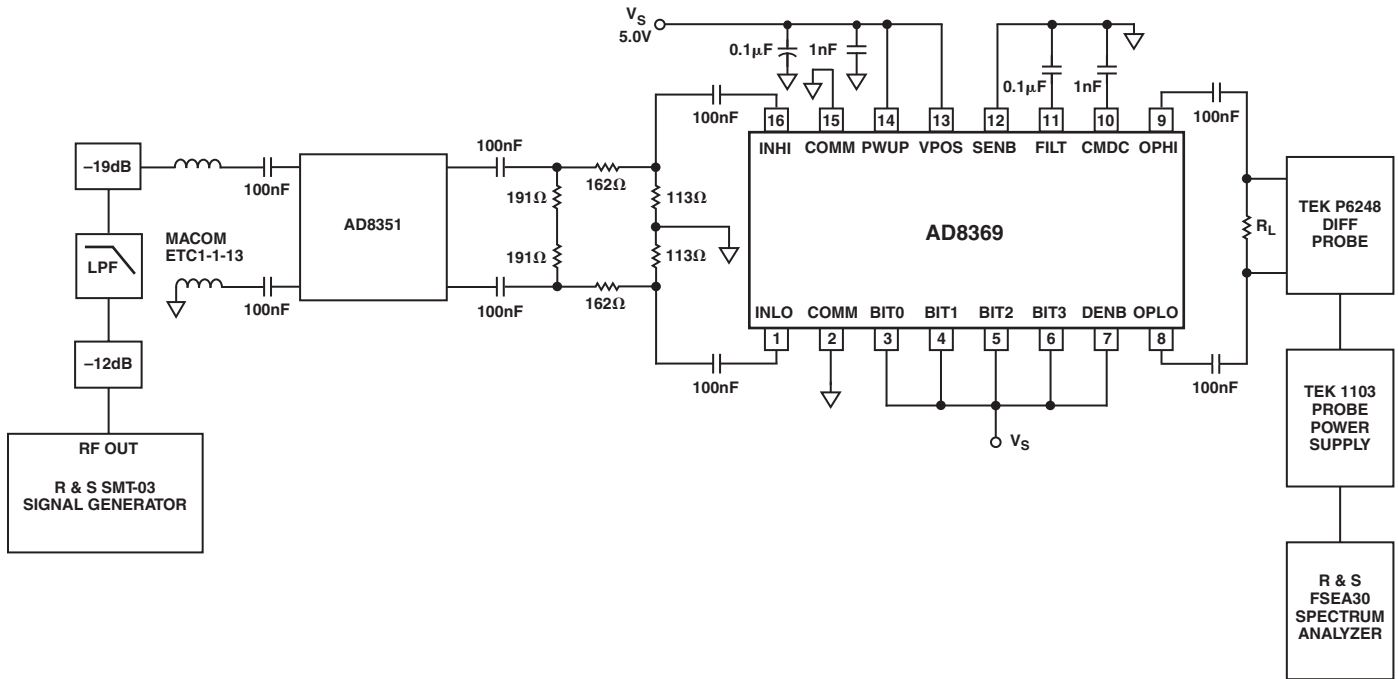 V_S
5.0V
0.1µF
1nF
0.1µF
1nF
100nF
16
15
14
13
12
11
10
9
100nF
INHI
COMM
PWUP
VPOS
SENB
FILT
CMDC
OPHI
–19dB
100nF
100nF
162Ω
191Ω
113Ω
AD8351
AD8369
R_L
TEK P6248
DIFF
PROBE
MACOM
ETC1-1-13
LPF
191Ω
113Ω
162Ω
100nF
100nF
INLO
COMM
BIT0
BIT1
BIT2
BIT3
DENB
OPLO
1
2
3
4
5
6
7
8
100nF
100nF
–12dB
V_S
TEK 1103
PROBE
POWER
SUPPLY
RF OUT
R & S SMT-03
SIGNAL GENERATOR
R & S
FSEA30
SPECTRUM
ANALYZER